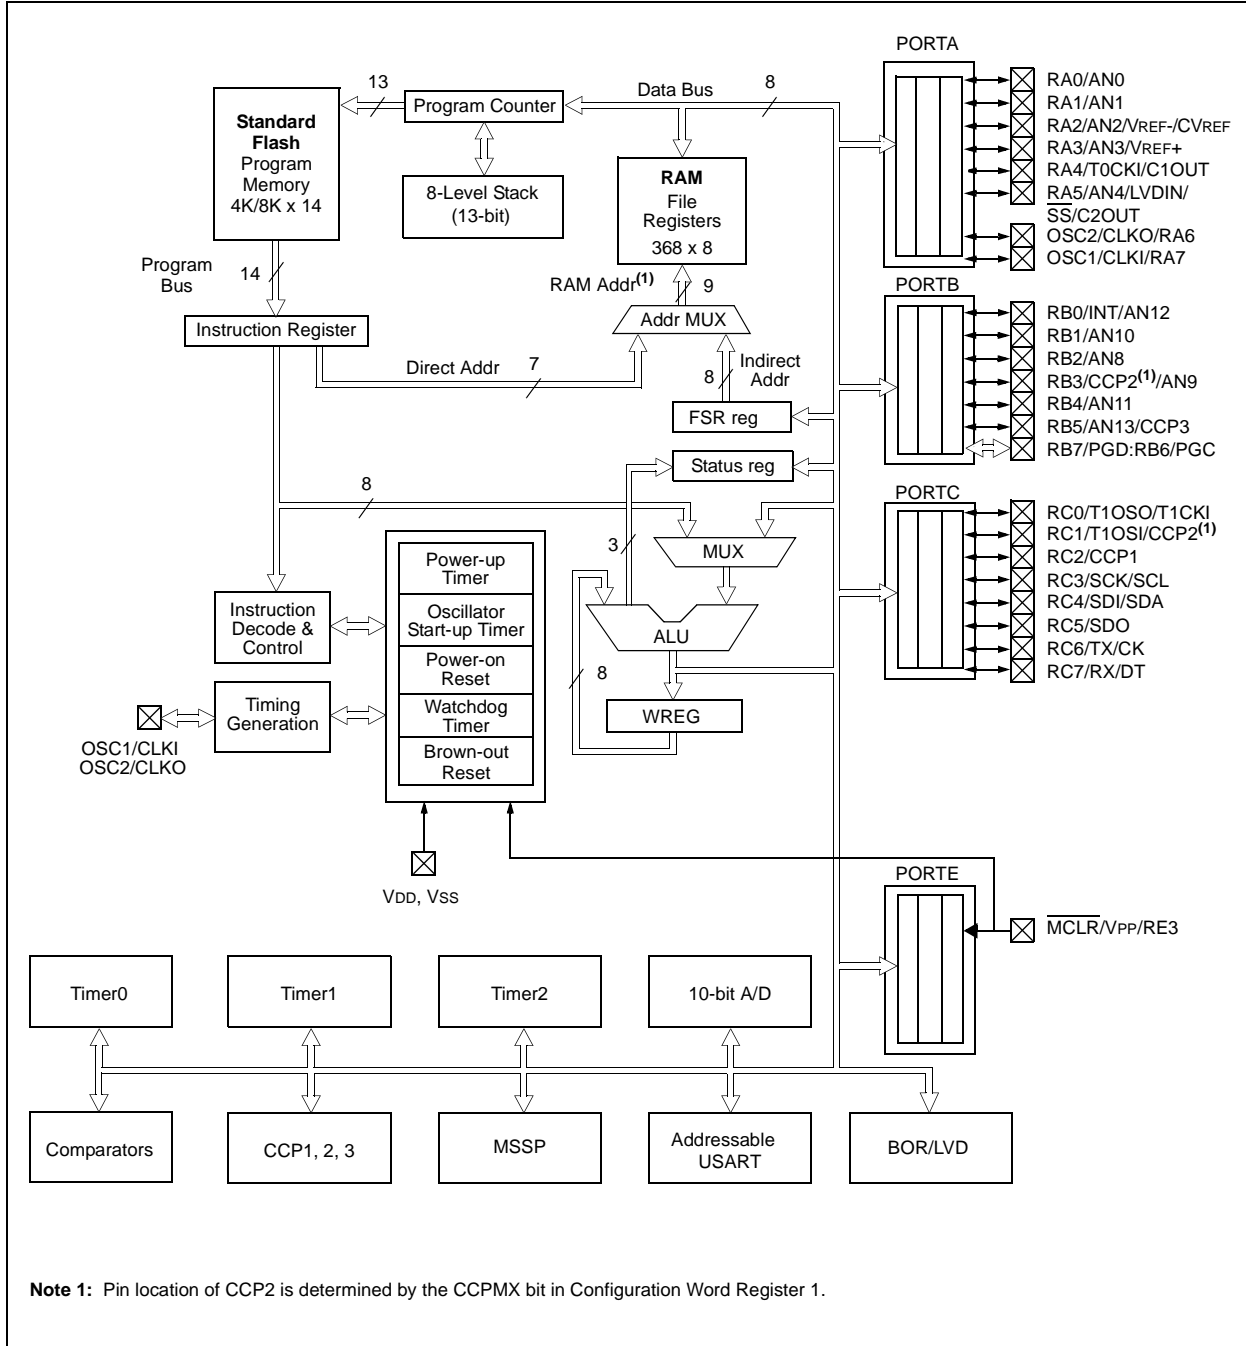 PORTA
13
Data Bus
8
Program Counter
Standard
Flash
Program
Memory
4K/8K x 14
8-Level Stack
(13-bit)
RAM
File
Registers
368 x 8
RA0/AN0
RA1/AN1
RA2/AN2/VREF-/CVREF
RA3/AN3/VREF+
RA4/T0CKI/C1OUT
RA5/AN4/LVDIN/
SS/C2OUT
OSC2/CLKO/RA6
OSC1/CLKI/RA7
Program
Bus
14
RAM Addr(1)
9
PORTB
Instruction Register
Addr MUX
Direct Addr
7
8
Indirect
Addr
FSR reg
RB0/INT/AN12
RB1/AN10
RB2/AN8
RB3/CCP2(1)/AN9
RB4/AN11
RB5/AN13/CCP3
RB7/PGD:RB6/PGC
Status reg
8
PORTC
3
MUX
RC0/T1OSO/T1CKI
RC1/T1OSI/CCP2(1)
RC2/CCP1
RC3/SCK/SCL
RC4/SDI/SDA
RC5/SDO
RC6/TX/CK
RC7/RX/DT
Power-up
Timer
Oscillator
Start-up Timer
Power-on
Reset
Watchdog
Timer
Brown-out
Reset
Instruction
Decode &
Control
ALU
8
WREG
Timing
Generation
OSC1/CLKI
OSC2/CLKO
VDD, VSS
PORTE
MCLR/VPP/RE3
Timer0
Timer1
Timer2
10-bit A/D
Comparators
CCP1, 2, 3
MSSP
Addressable
USART
BOR/LVD
Note 1: Pin location of CCP2 is determined by the CCPMX bit in Configuration Word Register 1.